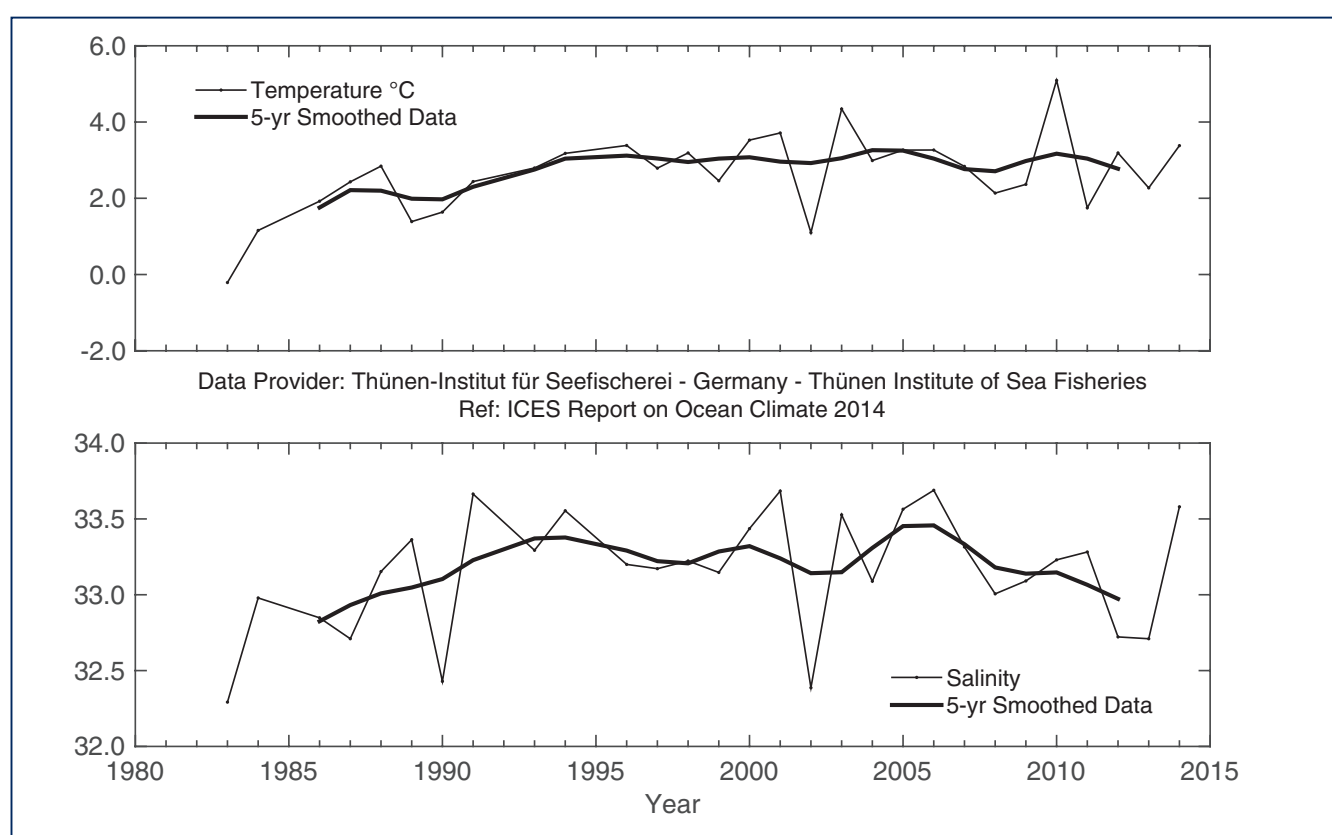 6.0
4.0
2.0
0.0
-2.0
Temperature °C
5-yr Smoothed Data
Data Provider: Thünen-Institut für Seefischerei - Germany - Thünen Institute of Sea Fisheries
Ref: ICES Report on Ocean Climate 2014
34.0
33.5
33.0
32.5
32.0
Salinity
5-yr Smoothed Data
1980 1985 1990 1995 2000 2005 2010 2015
Year